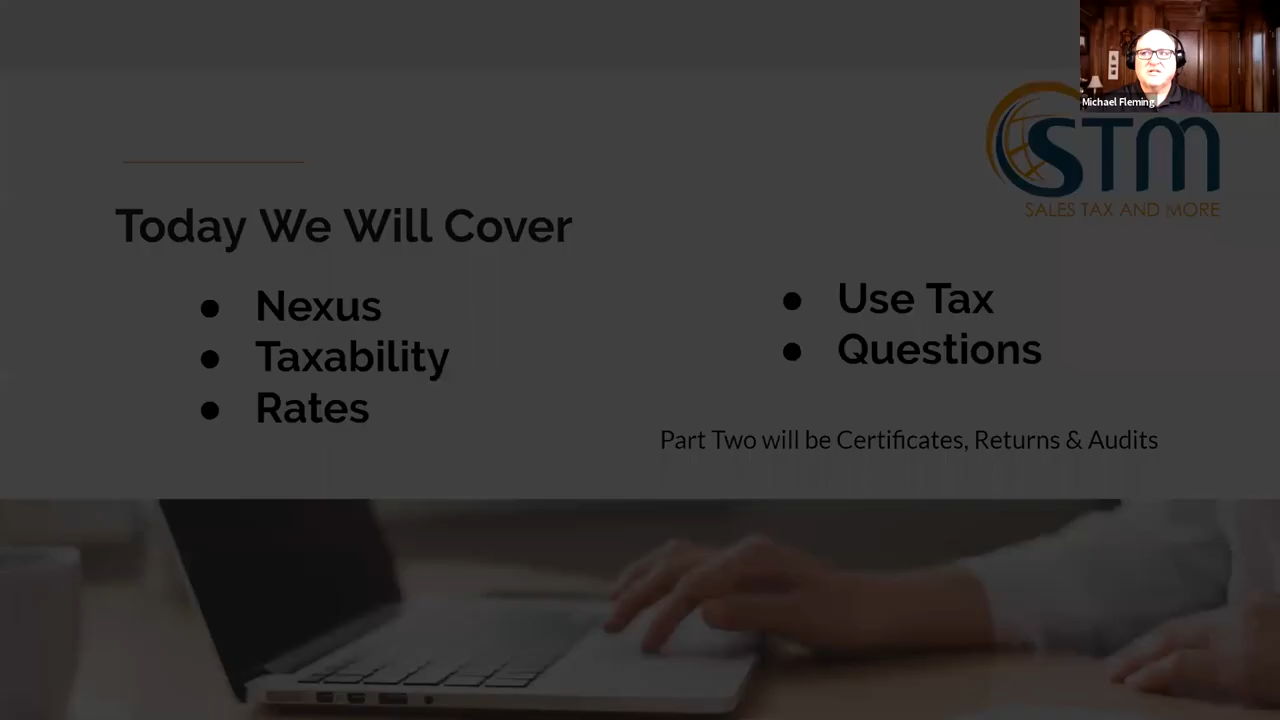 Michael Fleming
STM
SALES TAX AND MORE
Today We Will Cover
● Nexus
● Taxability
● Rates
● Use Tax
● Questions
Part Two will be Certificates, Returns & Audits